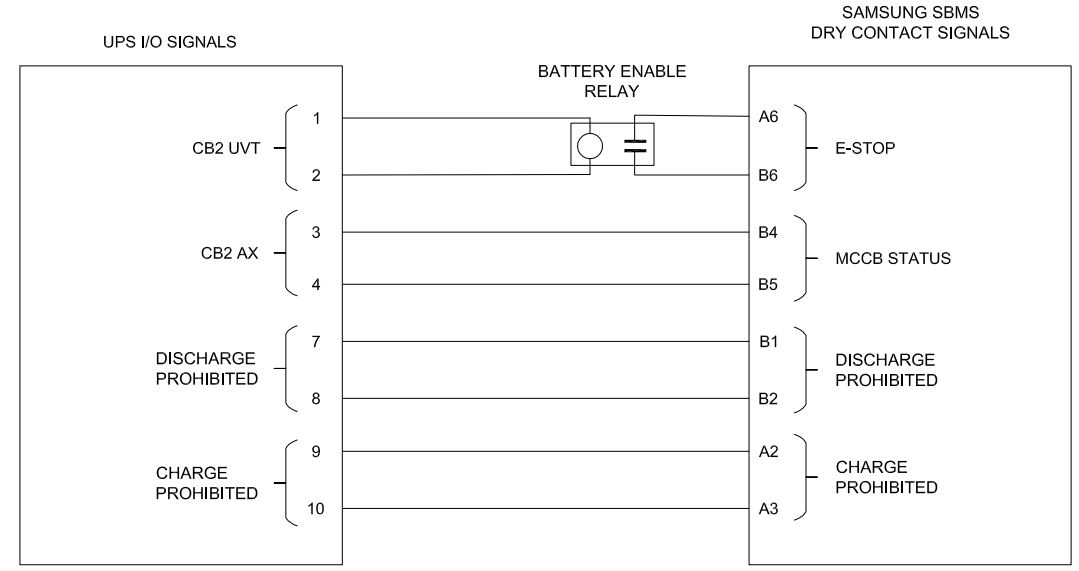 SAMSUNG SBMS
DRY CONTACT SIGNALS
UPS I/O SIGNALS
BATTERY ENABLE
RELAY
1
CB2 UVT
2
A6
E-STOP
B6
3
CB2 AX
4
B4
MCCB STATUS
B5
7
DISCHARGE
PROHIBITED
8
B1
DISCHARGE
PROHIBITED
B2
9
CHARGE
PROHIBITED
10
A2
CHARGE
PROHIBITED
A3